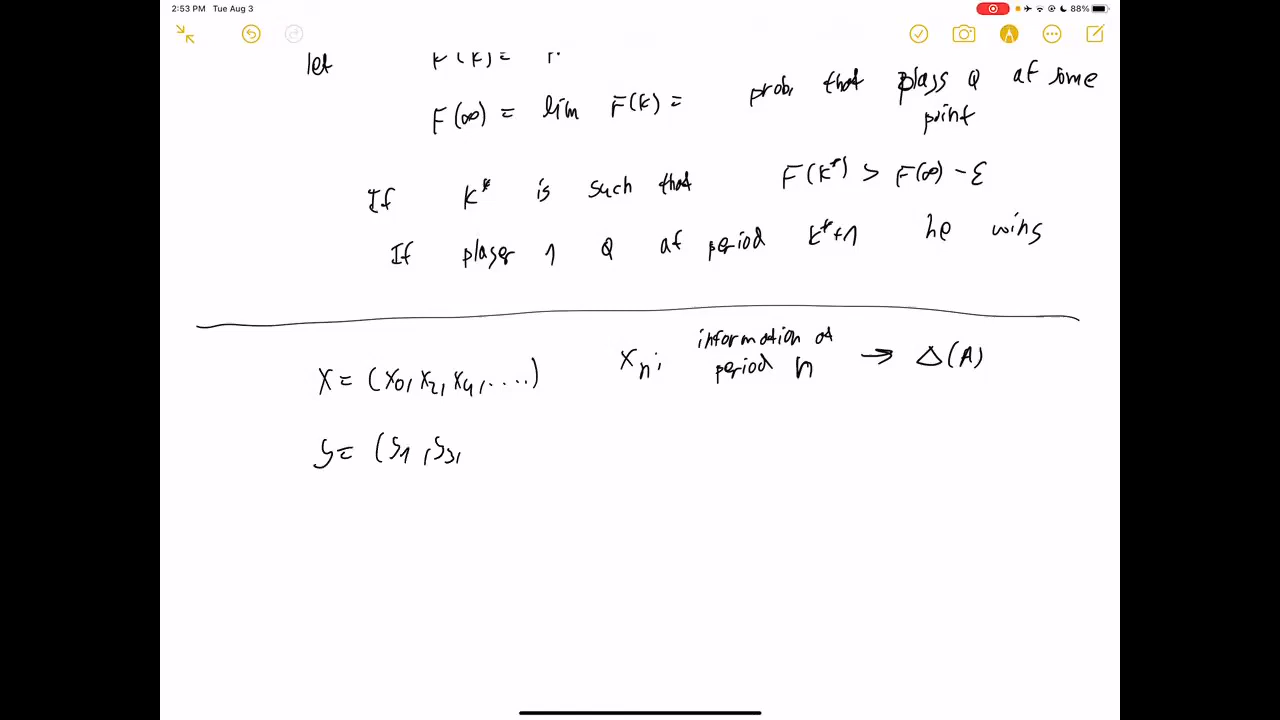 2:53 PM Tue Aug 3
88%
let
F(∞) = lim F(K) = prob. that plays Q at some point
If K* is such that F(K*) > F(∞) - ε
If player 1 Q at period K*+1 he wins
X = (X0, X2, X4, ....) Xn: information at period n → Δ(A)
y = (y1, y3,